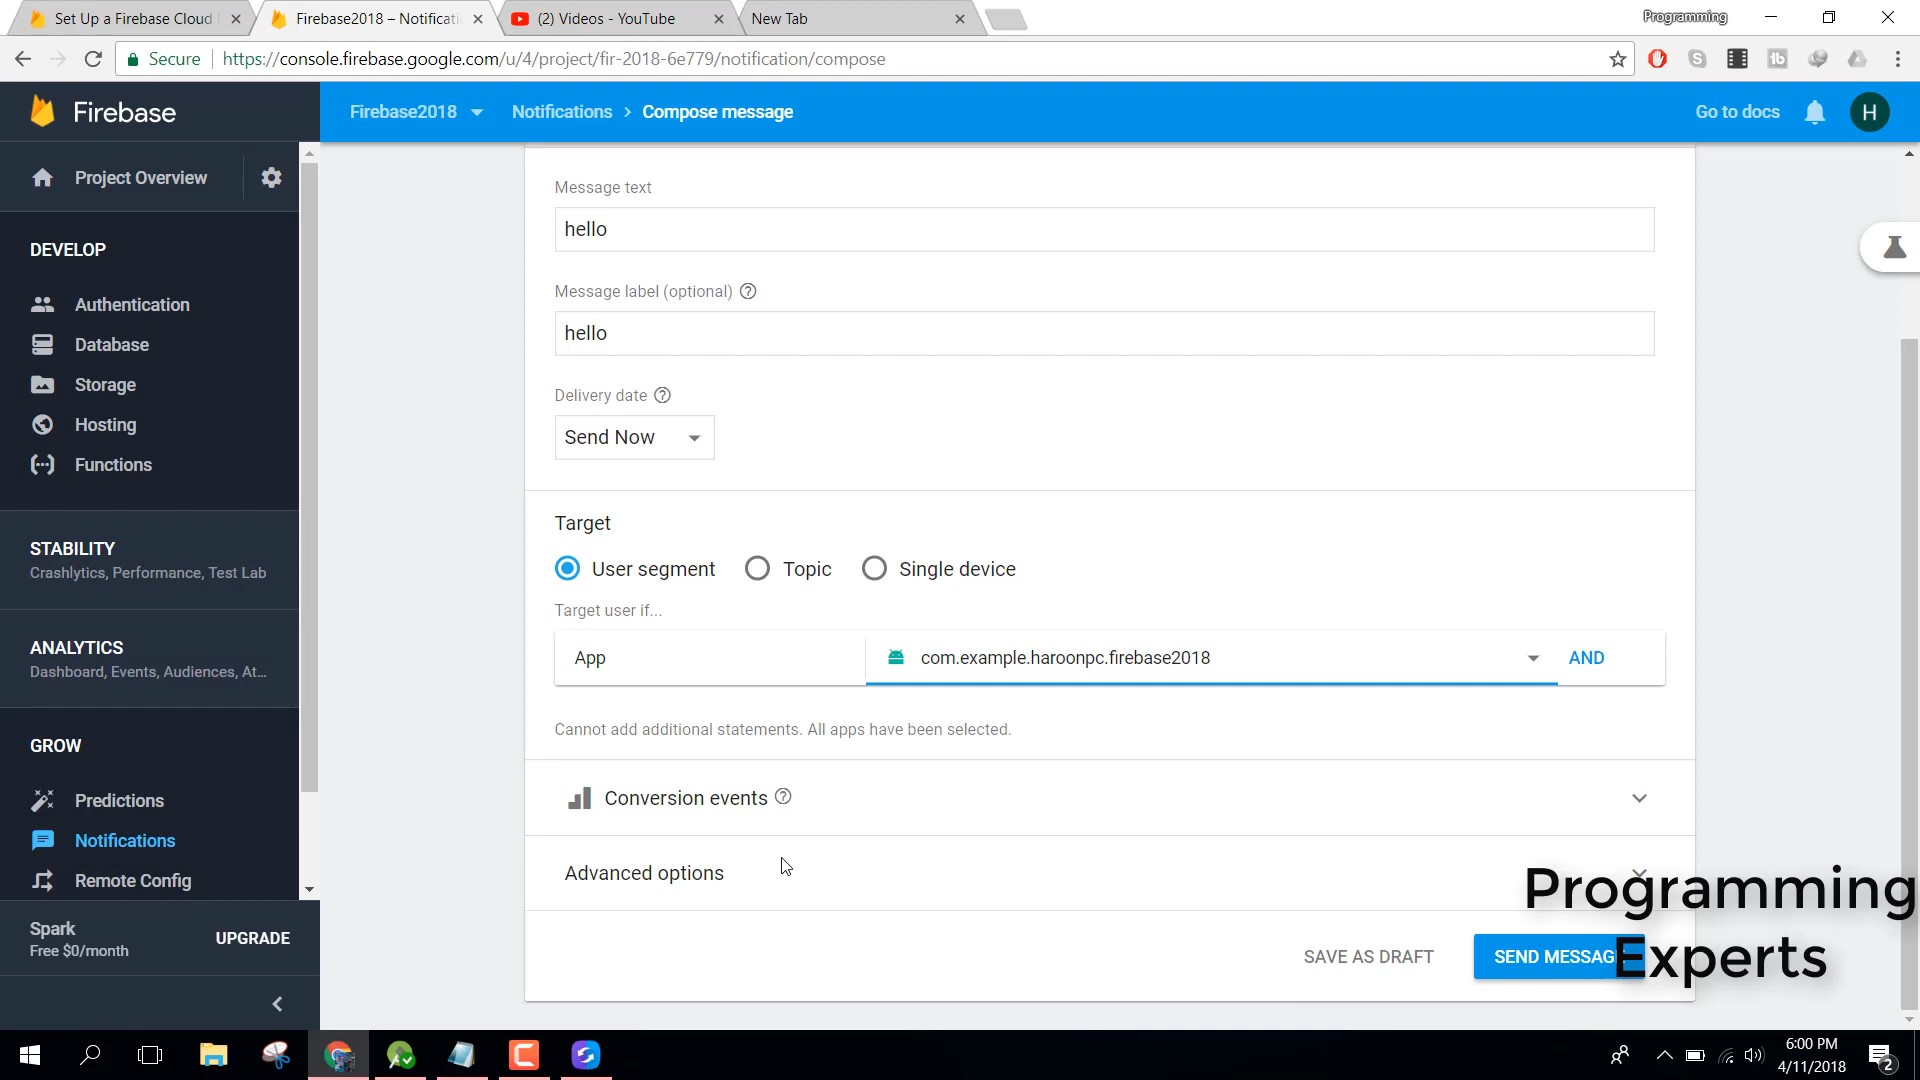 Set Up a Firebase Cloud
Firebase2018 – Notificati
(2) Videos - YouTube
New Tab
Programming
Secure
https://console.firebase.google.com/u/4/project/fir-2018-6e779/notification/compose
Firebase
Firebase2018
Notifications > Compose message
Go to docs
H
Project Overview
DEVELOP
Authentication
Database
Storage
Hosting
Functions
STABILITY
Crashlytics, Performance, Test Lab
ANALYTICS
Dashboard, Events, Audiences, At...
GROW
Predictions
Notifications
Remote Config
Spark
Free $0/month
UPGRADE
Message text
hello
Message label (optional)
hello
Delivery date
Send Now
Target
User segment
Topic
Single device
Target user if...
App
com.example.haroonpc.firebase2018
AND
Cannot add additional statements. All apps have been selected.
Conversion events
Advanced options
SAVE AS DRAFT
SEND MESSAG
Programming
Experts
6:00 PM
4/11/2018
2